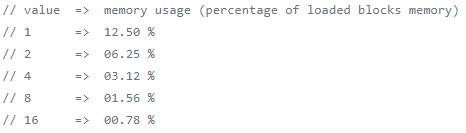 // value  =>  memory usage (percentage of loaded blocks memory)
// 1      =>  12.50 %
// 2      =>  06.25 %
// 4      =>  03.12 %
// 8      =>  01.56 %
// 16     =>  00.78 %